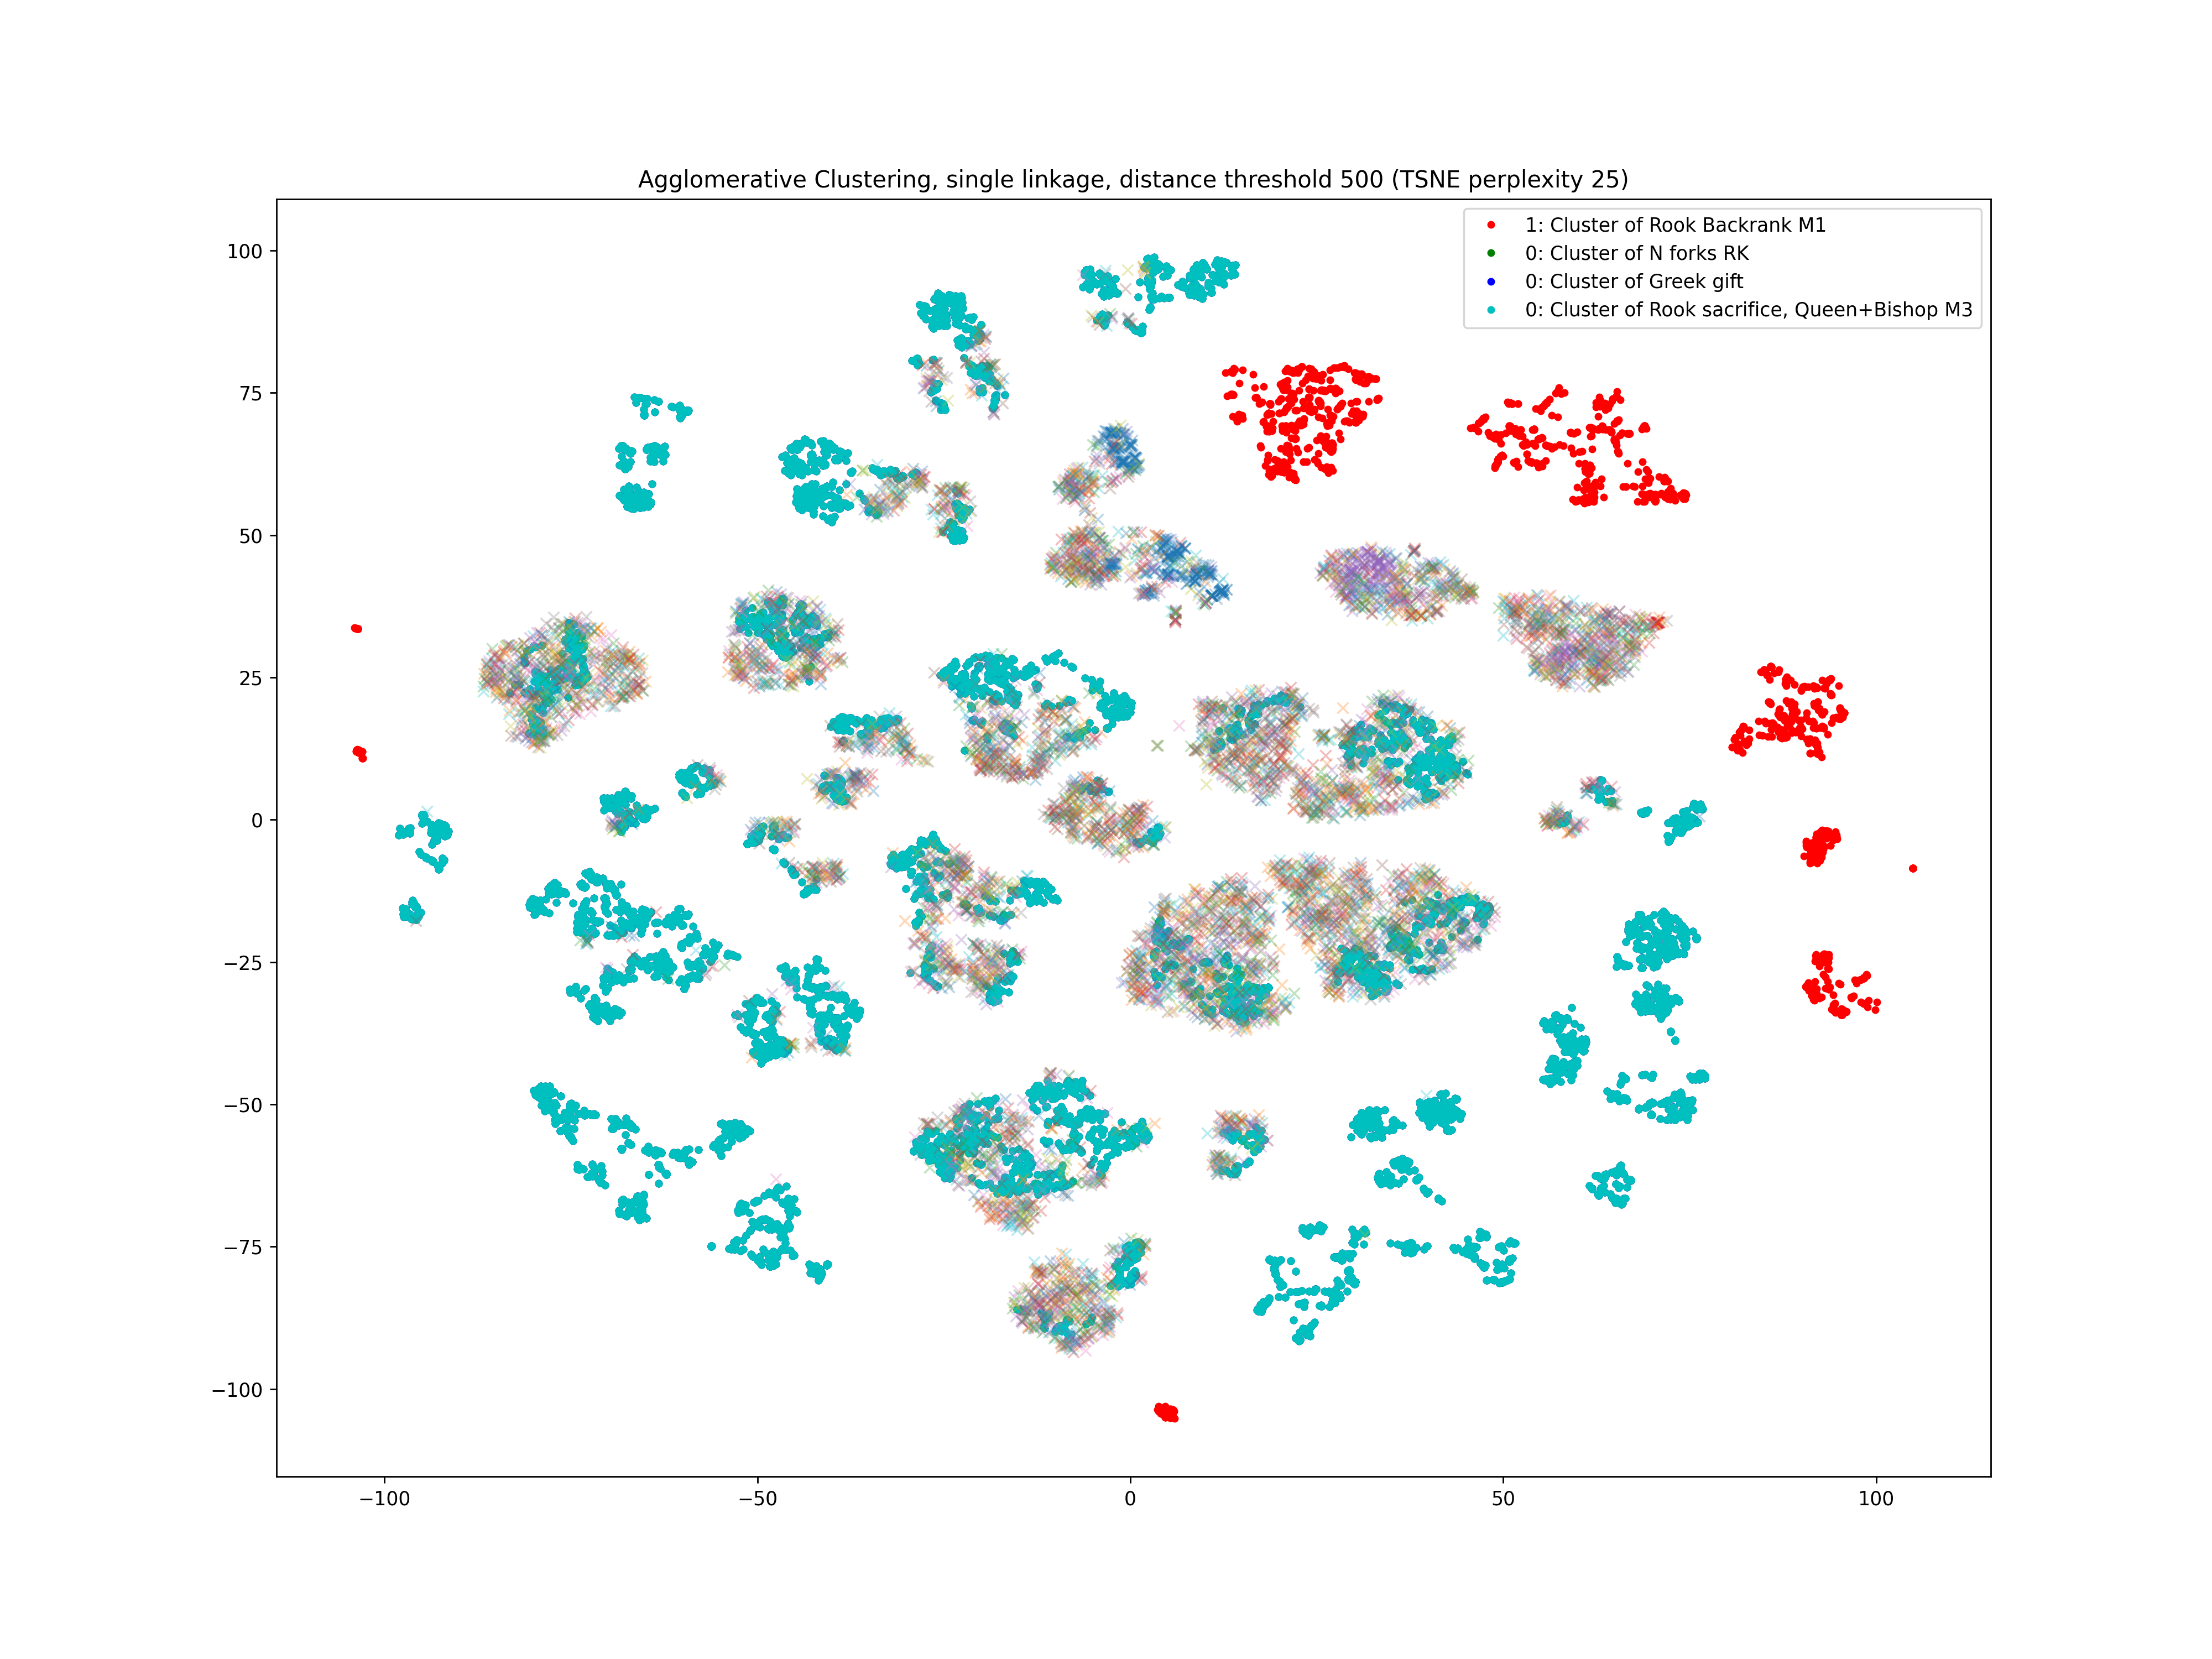 Agglomerative Clustering, single linkage, distance threshold 500 (TSNE perplexity 25)
1: Cluster of Rook Backrank M1
0: Cluster of N forks RK
0: Cluster of Greek gift
0: Cluster of Rook sacrifice, Queen+Bishop M3
100
75
50
25
0
−25
−50
−75
−100
−100 −50 0 50 100